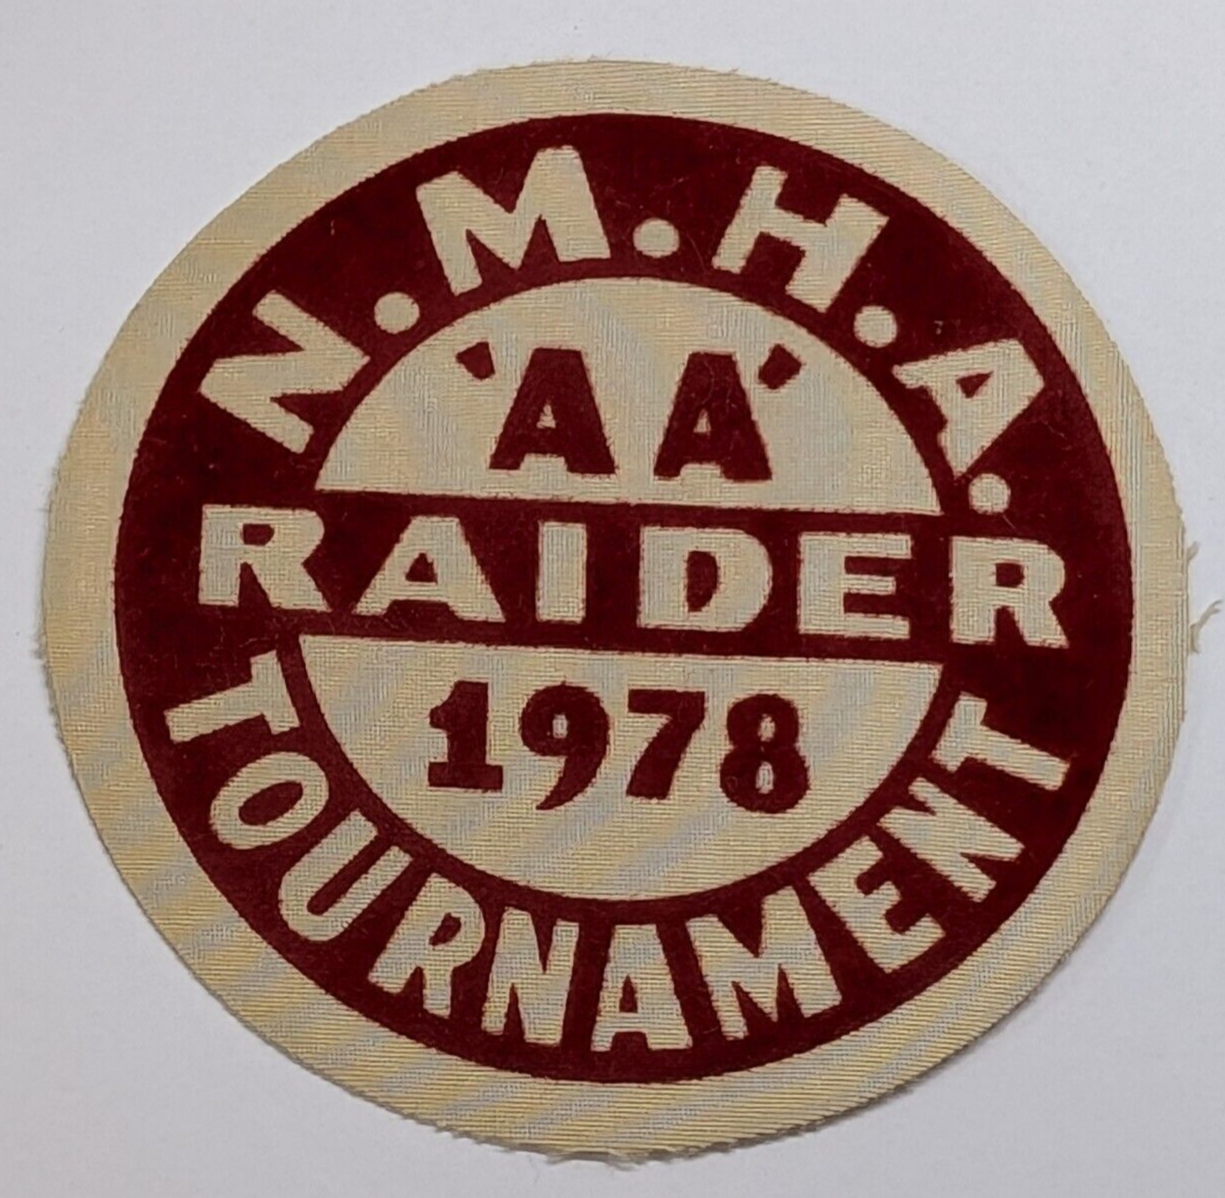 N.M.H.A.
'AA'
RAIDER
1978
TOURNAMENT